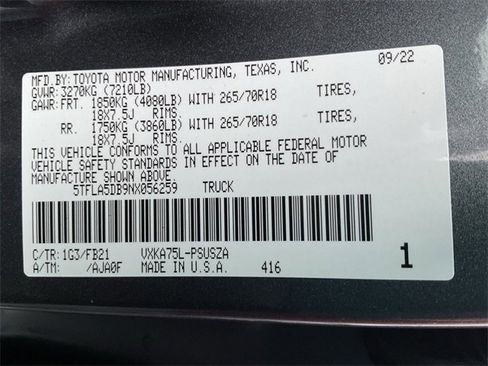 MFD.BY:TOYOTA MOTOR MANUFACTURING, TEXAS, INC. 09/22
GVWR:3270KG (7210LB)
GAWR:FRT. 1850KG (4080LB) WITH 265/70R18 TIRES,
18X7.5J RIMS.
RR. 1750KG (3860LB) WITH 265/70R18 TIRES,
18X7.5J RIMS.
THIS VEHICLE CONFORMS TO ALL APPLICABLE FEDERAL MOTOR
VEHICLE SAFETY STANDARDS IN EFFECT ON THE DATE OF
MANUFACTURE SHOWN ABOVE.
5TFLA5DB9NX056259 TRUCK
C/TR:1G3/FB21 VXKA75L-PSUSZA
A/TM: /AJA0F MADE IN U.S.A. 416 1